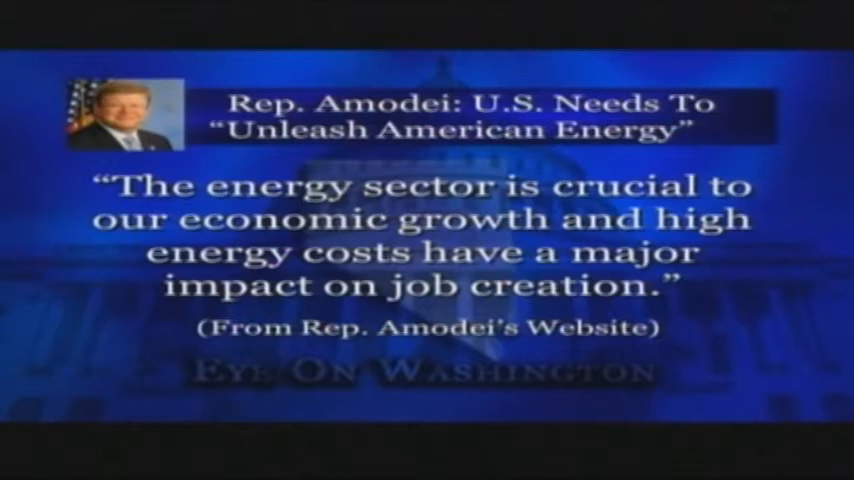 Rep. Amodei: U.S. Needs To
“Unleash American Energy”
“The energy sector is crucial to
our economic growth and high
energy costs have a major
impact on job creation.”
(From Rep. Amodei’s Website)
Eye On Washington